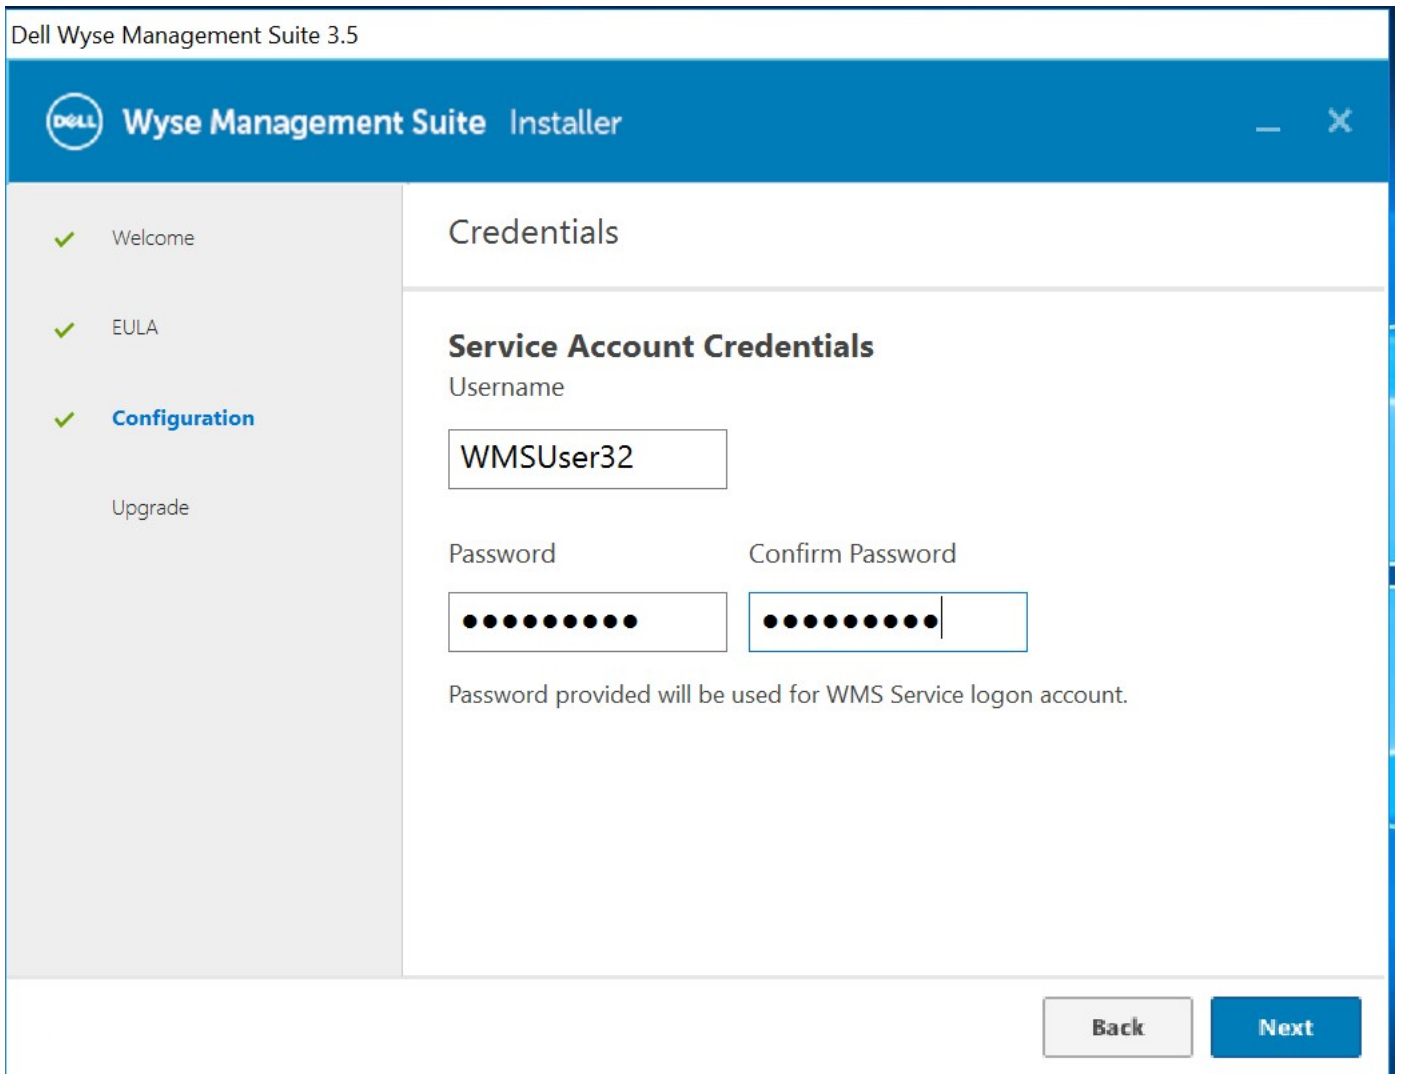 Dell Wyse Management Suite 3.5
DELL Wyse Management Suite Installer
Welcome
EULA
Configuration
Upgrade
Credentials
Service Account Credentials
Username
WMSUser32
Password Confirm Password
Password provided will be used for WMS Service logon account.
Back Next